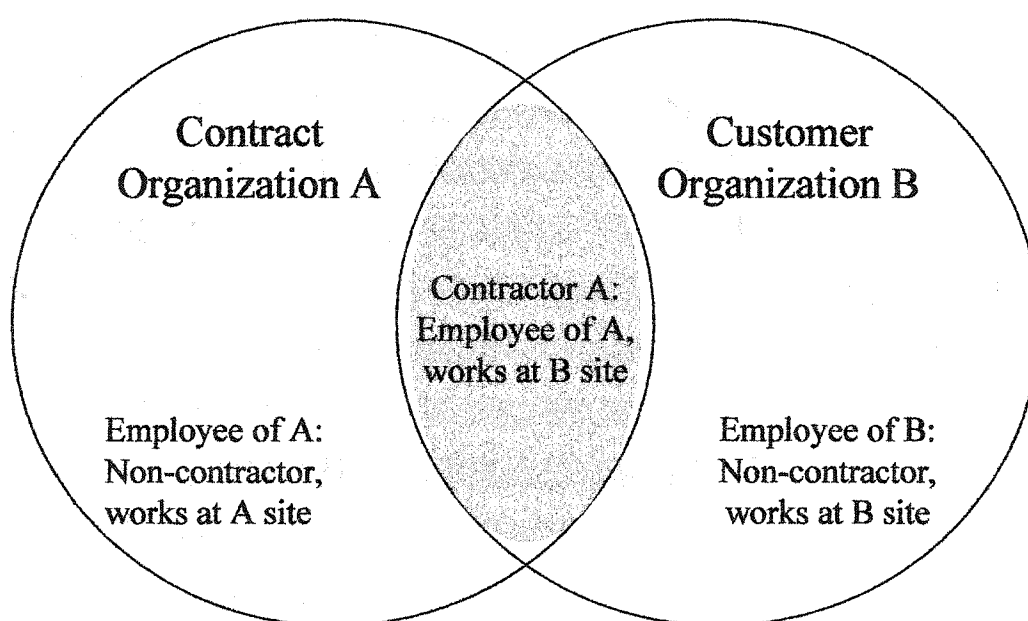 Contract
Organization A
Customer
Organization B
Contractor A:
Employee of A,
works at B site
Employee of A:
Non-contractor,
works at A site
Employee of B:
Non-contractor,
works at B site